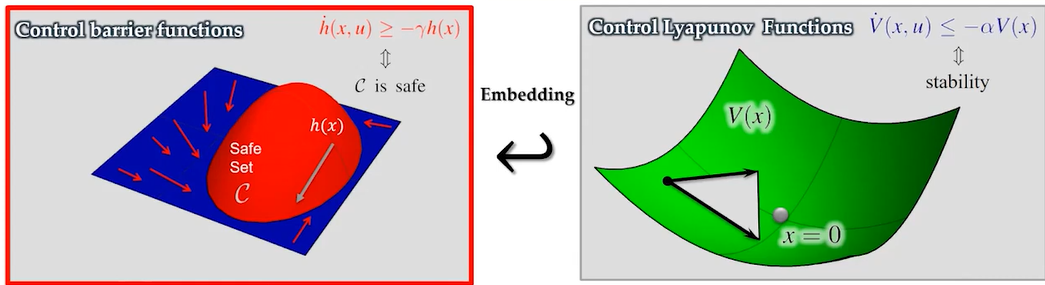 Control barrier functions
ḣ(x, u) ≥ −γh(x)
⇕
𝒞 is safe
h(x)
Safe
Set
𝒞
Embedding
Control Lyapunov Functions
V̇(x, u) ≤ −αV(x)
⇕
stability
V(x)
x = 0